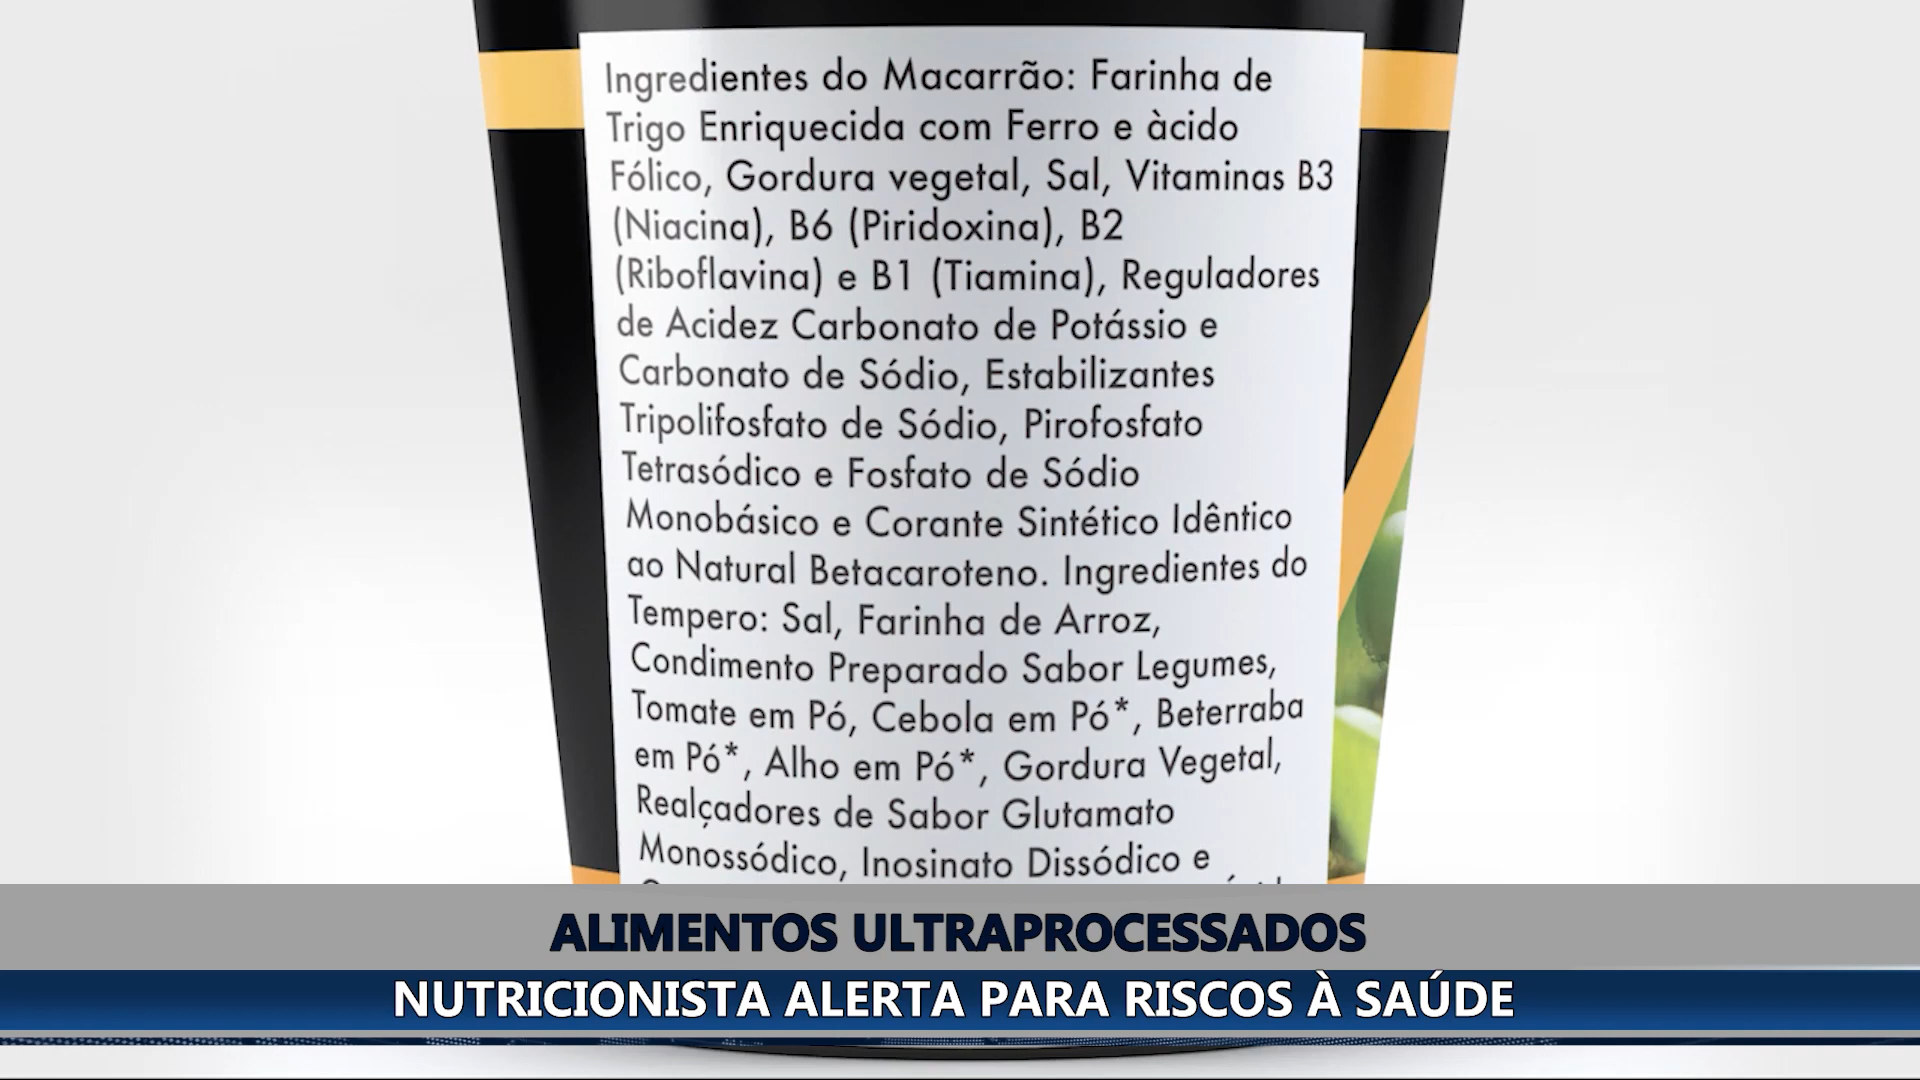 Ingredientes do Macarrão: Farinha de
Trigo Enriquecida com Ferro e àcido
Fólico, Gordura vegetal, Sal, Vitaminas B3
(Niacina), B6 (Piridoxina), B2
(Riboflavina) e B1 (Tiamina), Reguladores
de Acidez Carbonato de Potássio e
Carbonato de Sódio, Estabilizantes
Tripolifosfato de Sódio, Pirofosfato
Tetrasódico e Fosfato de Sódio
Monobásico e Corante Sintético Idêntico
ao Natural Betacaroteno. Ingredientes do
Tempero: Sal, Farinha de Arroz,
Condimento Preparado Sabor Legumes,
Tomate em Pó, Cebola em Pó*, Beterraba
em Pó*, Alho em Pó*, Gordura Vegetal,
Realçadores de Sabor Glutamato
Monossódico, Inosinato Dissódico e
ALIMENTOS ULTRAPROCESSADOS
NUTRICIONISTA ALERTA PARA RISCOS À SAÚDE